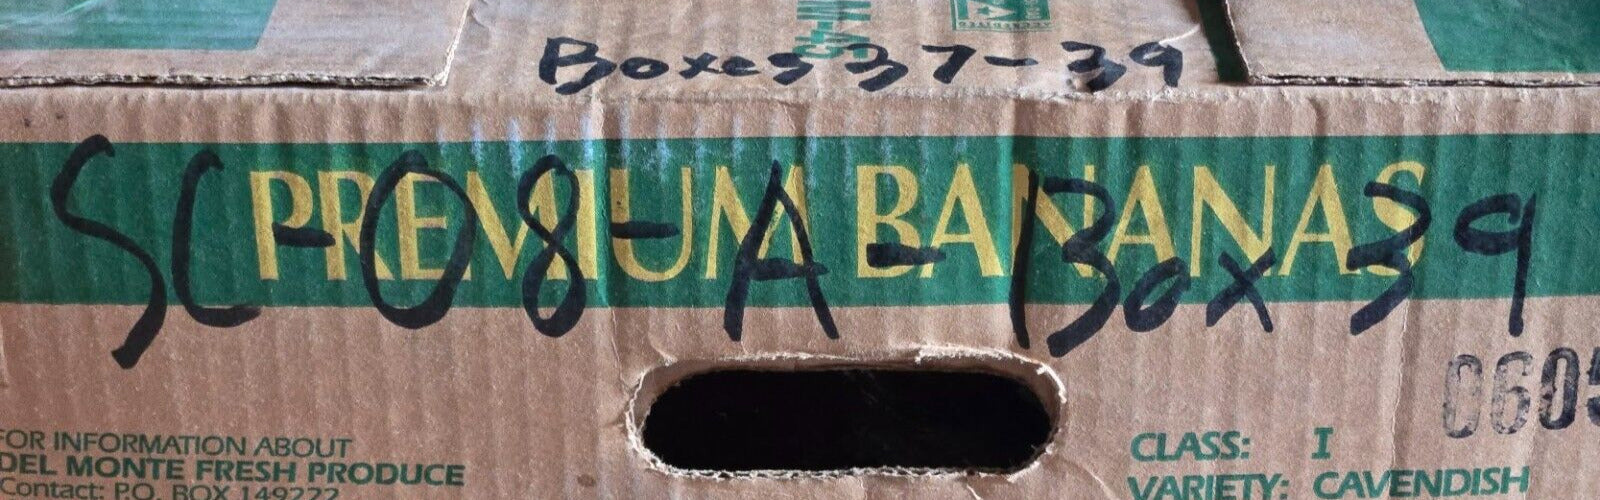 Boxes 37-39
PREMIUM BANANAS
SC-08-A-Box 39
0605
FOR INFORMATION ABOUT
DEL MONTE FRESH PRODUCE
Contact: P.O. BOX 149222
CLASS: I
VARIETY: CAVENDISH